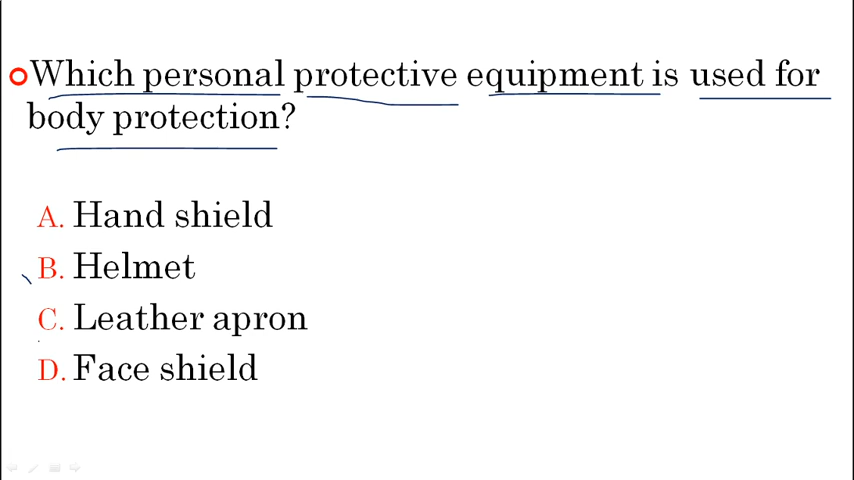 Which personal protective equipment is used for
body protection?
A. Hand shield
B. Helmet
C. Leather apron
D. Face shield